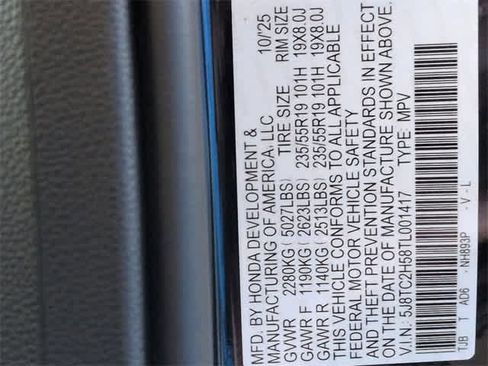 MFD. BY HONDA DEVELOPMENT &
MANUFACTURING OF AMERICA, LLC 10/25
GVWR 2280KG(5027LBS) TIRE SIZE RIM SIZE
GAWR F 1190KG(2623LBS) 235/55R19 101H 19X8.0J
GAWR R 1140KG(2513LBS) 235/55R19 101H 19X8.0J
THIS VEHICLE CONFORMS TO ALL APPLICABLE
FEDERAL MOTOR VEHICLE SAFETY
AND THEFT PREVENTION STANDARDS IN EFFECT
ON THE DATE OF MANUFACTURE SHOWN ABOVE.
V.I.N.: 5J8TC2H58TL001417 TYPE: MPV
TJB T AD6 NH893P - V - L